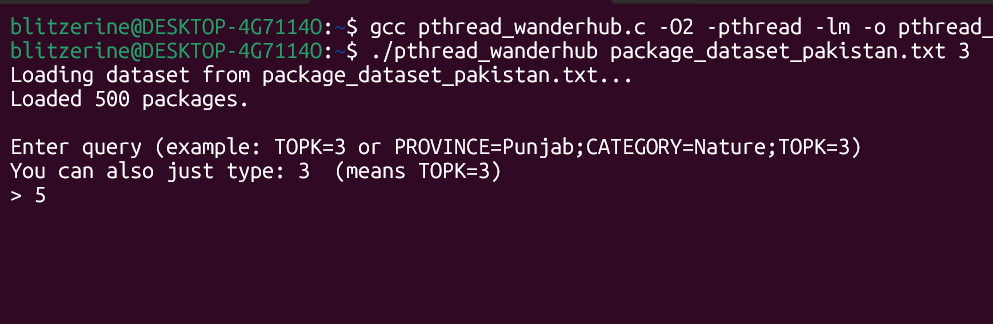 blitzerine@DESKTOP-4G7114O:~$ gcc pthread_wanderhub.c -O2 -pthread -lm -o pthread_
blitzerine@DESKTOP-4G7114O:~$ ./pthread_wanderhub package_dataset_pakistan.txt 3
Loading dataset from package_dataset_pakistan.txt...
Loaded 500 packages.
Enter query (example: TOPK=3 or PROVINCE=Punjab;CATEGORY=Nature;TOPK=3)
You can also just type: 3  (means TOPK=3)
> 5